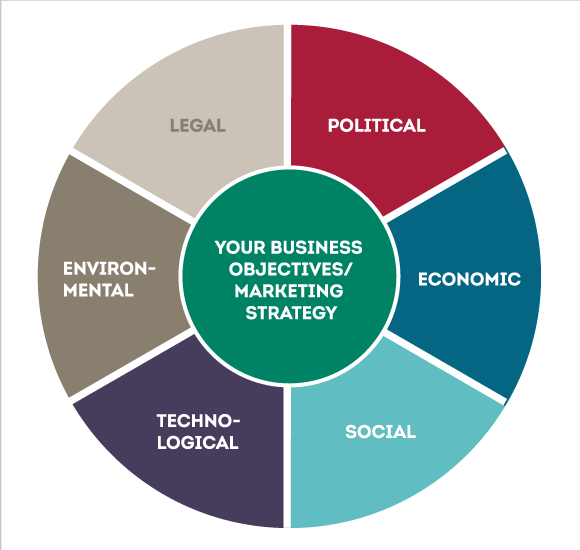 LEGAL
POLITICAL
YOUR BUSINESS
OBJECTIVES/
MARKETING
STRATEGY
ENVIRON-
MENTAL
ECONOMIC
TECHNO-
LOGICAL
SOCIAL